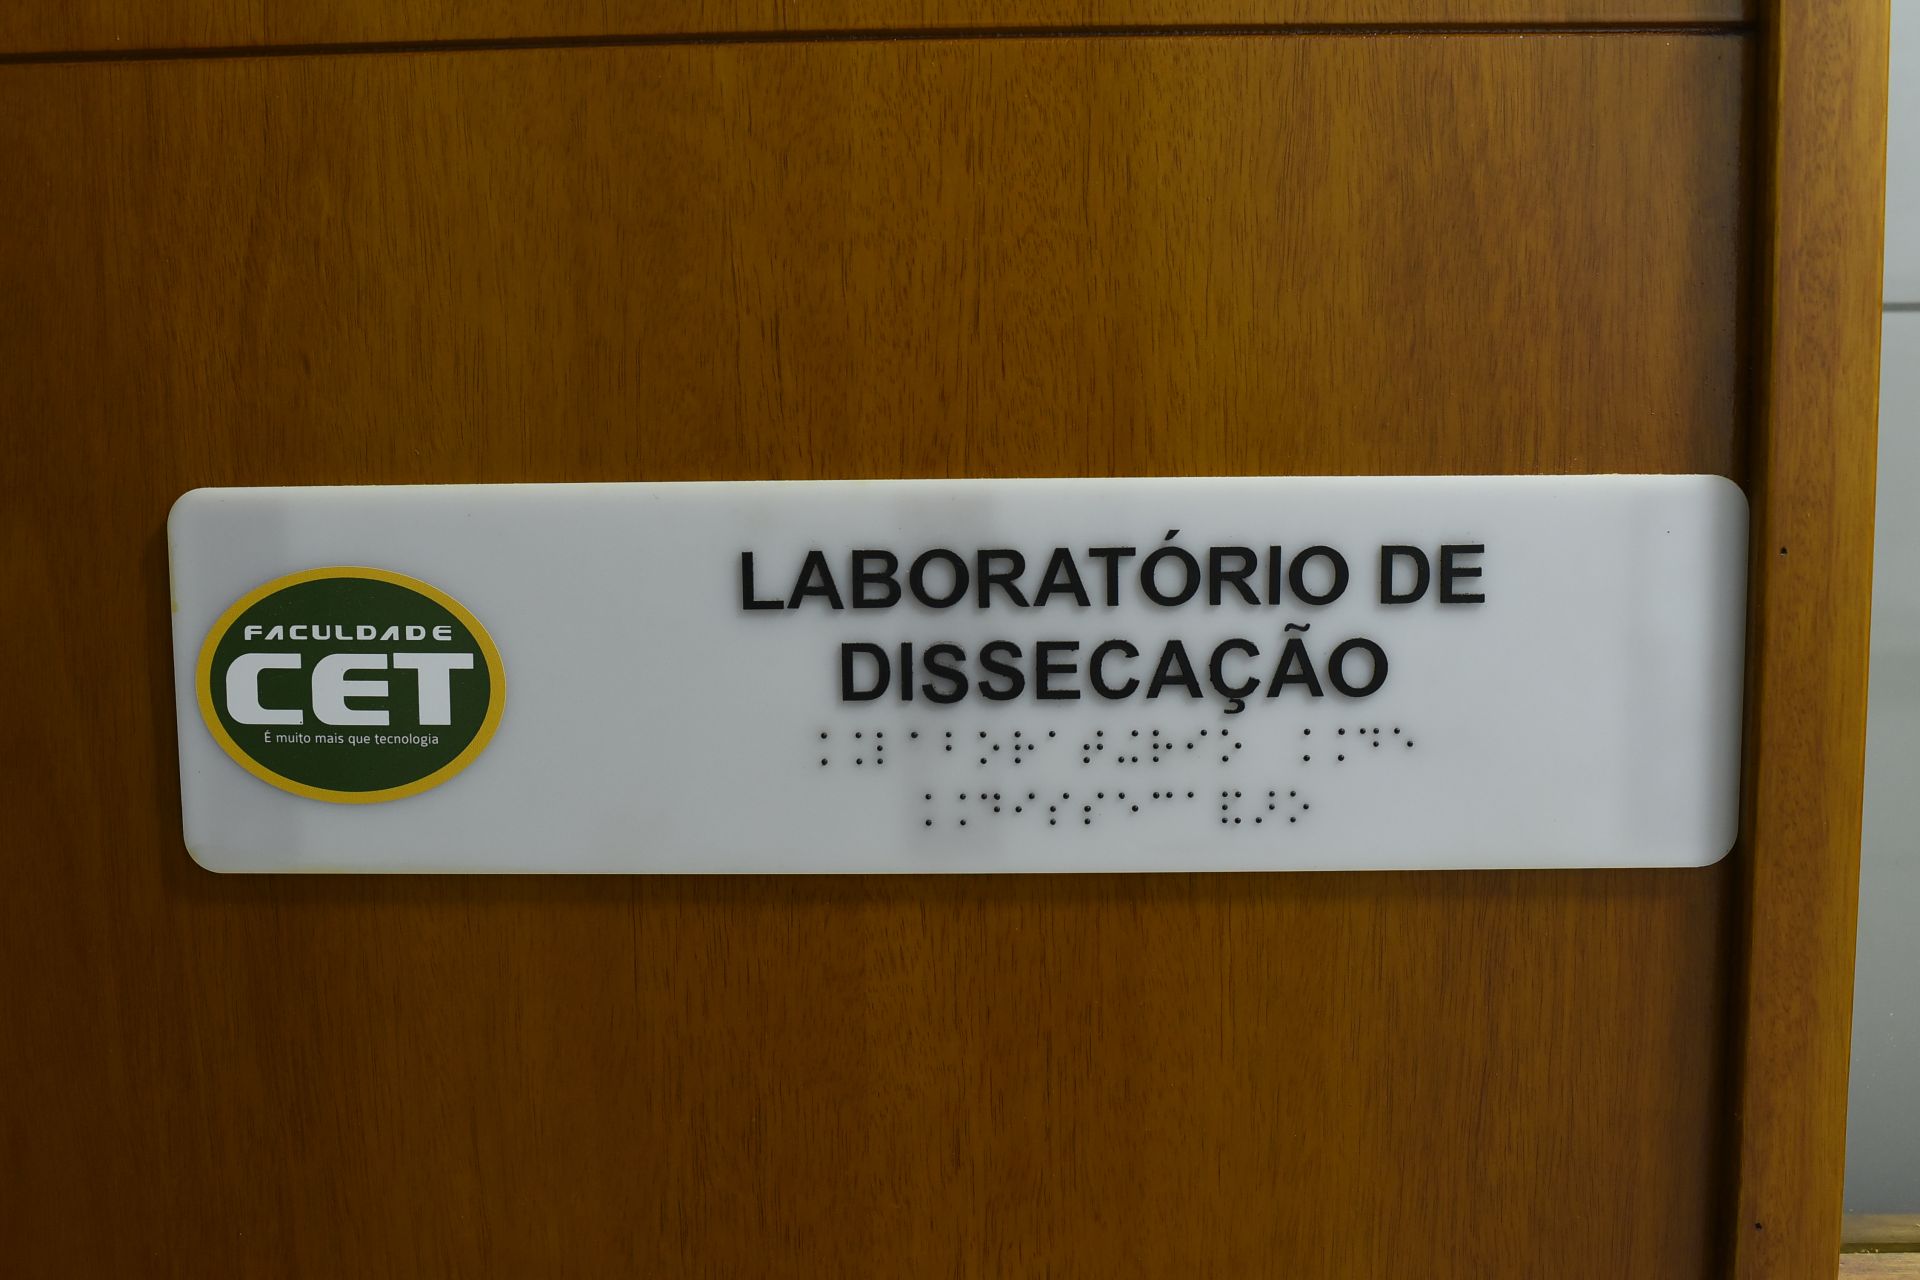 FACULDADE
CET
É muito mais que tecnologia
LABORATÓRIO DE
DISSECAÇÃO
⠨⠨⠇⠁⠃⠕⠗⠁⠞⠬⠗⠊⠕ ⠨⠨⠙⠑
⠨⠨⠙⠊⠎⠎⠑⠉⠁⠯⠜⠕